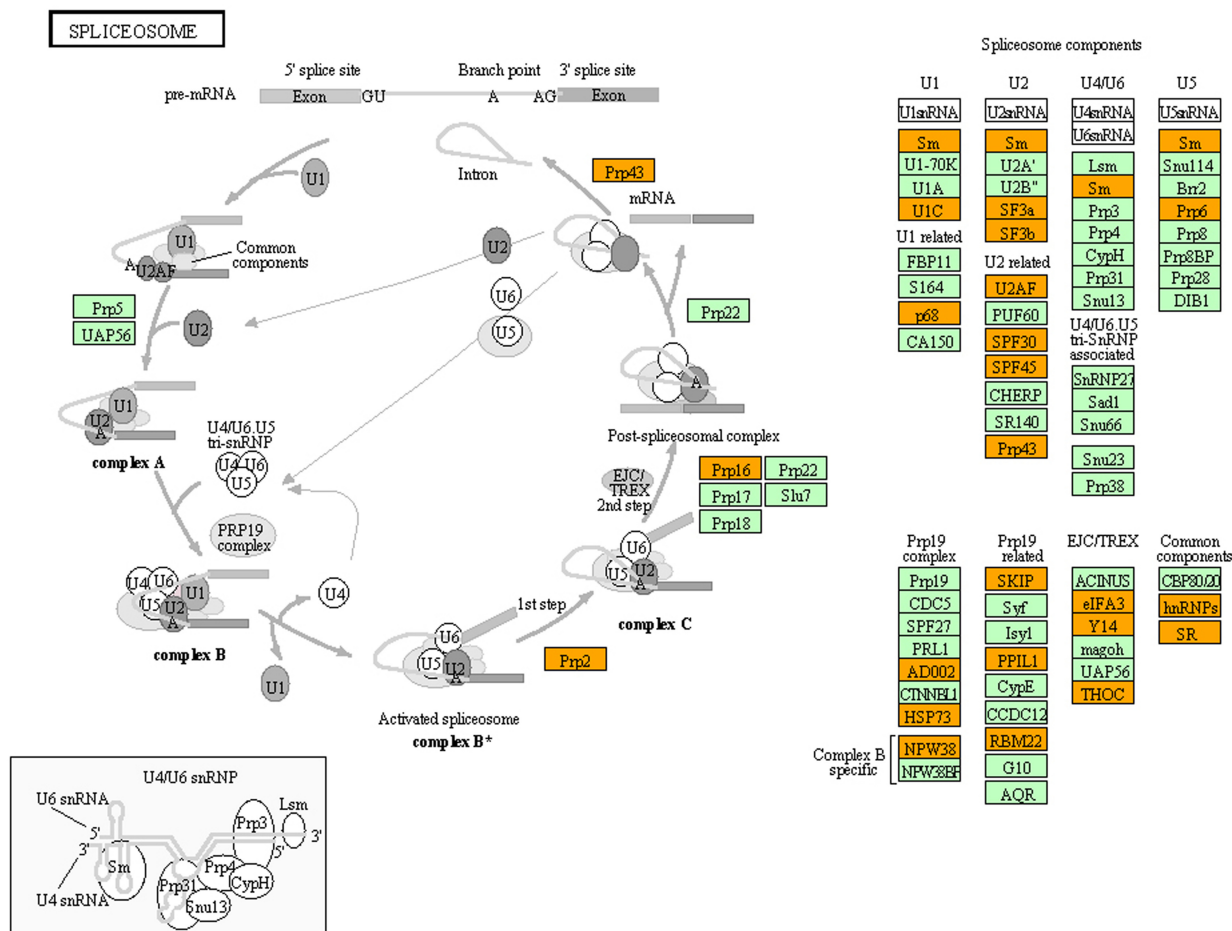 SPLICEOSOME
5' splice site
Branch point
3' splice site
pre-mRNA
Exon
GU
A
AG
Exon
Intron
Prp43
mRNA
U1
U1
A
U2AF
Common
components
Prp5
UAP56
U2
U2
U6
U5
Prp22
U1
U2
A
complex A
U4/U6.U5
tri-snRNP
U4
U6
U5
PRP19
complex
A
Post-spliceosomal complex
EJC/
TREX
2nd step
Prp16
Prp22
Prp17
Slu7
Prp18
U4
U6
U1
U5
U2
A
complex B
U4
U1
1st step
U6
U5
U2
A
Prp2
Activated spliceosome
complex B*
U6
U5
U2
A
complex C
U4/U6 snRNP
U6 snRNA
5'
3'
U4 snRNA
Sm
Prp31
Snu13
Prp4
CypH
Prp3
Lsm
5'
3'
Spliceosome components
U1
U1snRNA
Sm
U1-70K
U1A
U1C
U1 related
FBP11
S164
p68
CA150
U2
U2snRNA
Sm
U2A'
U2B"
SF3a
SF3b
U2 related
U2AF
PUF60
SPF30
SPF45
CHERP
SR140
Prp43
U4/U6
U4snRNA
U6snRNA
Lsm
Sm
Prp3
Prp4
CypH
Prp31
Snu13
U4/U6.U5
tri-SnRNP
associated
SnRNP27
Sad1
Snu66
Snu23
Prp38
U5
U5snRNA
Sm
Snu114
Brr2
Prp6
Prp8
Prp8BP
Prp28
DIB1
Prp19
complex
Prp19
CDC5
SPF27
PRL1
AD002
CTNNBL1
HSP73
Complex B
specific
NPW38
NPW38BP
Prp19
related
SKIP
Syf
Isy1
PPIL1
CypE
CCDC12
RBM22
G10
AQR
EJC/TREX
ACINUS
eIFA3
Y14
magoh
UAP56
THOC
Common
components
CBP80/20
hnRNPs
SR